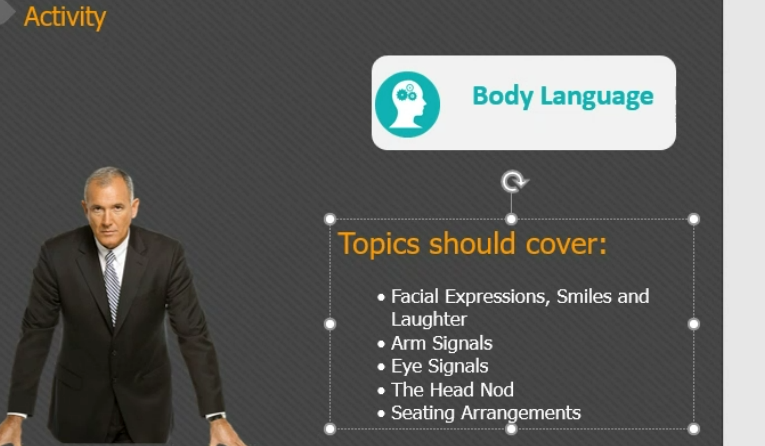 Activity
Body Language
Topics should cover:
• Facial Expressions, Smiles and
Laughter
• Arm Signals
• Eye Signals
• The Head Nod
• Seating Arrangements